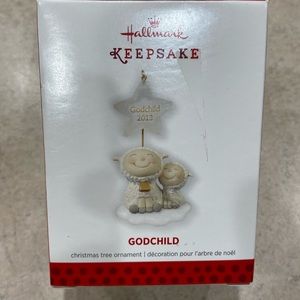 Hallmark
KEEPSAKE
Godchild
2013
GODCHILD
christmas tree ornament | décoration pour l'arbre de noël